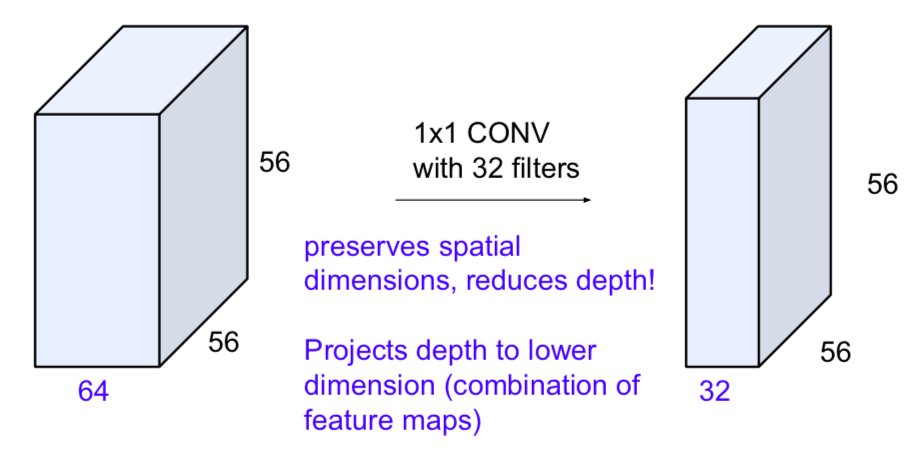 1x1 CONV
with 32 filters
56
56
64
preserves spatial
dimensions, reduces depth!
Projects depth to lower
dimension (combination of
feature maps)
56
56
32